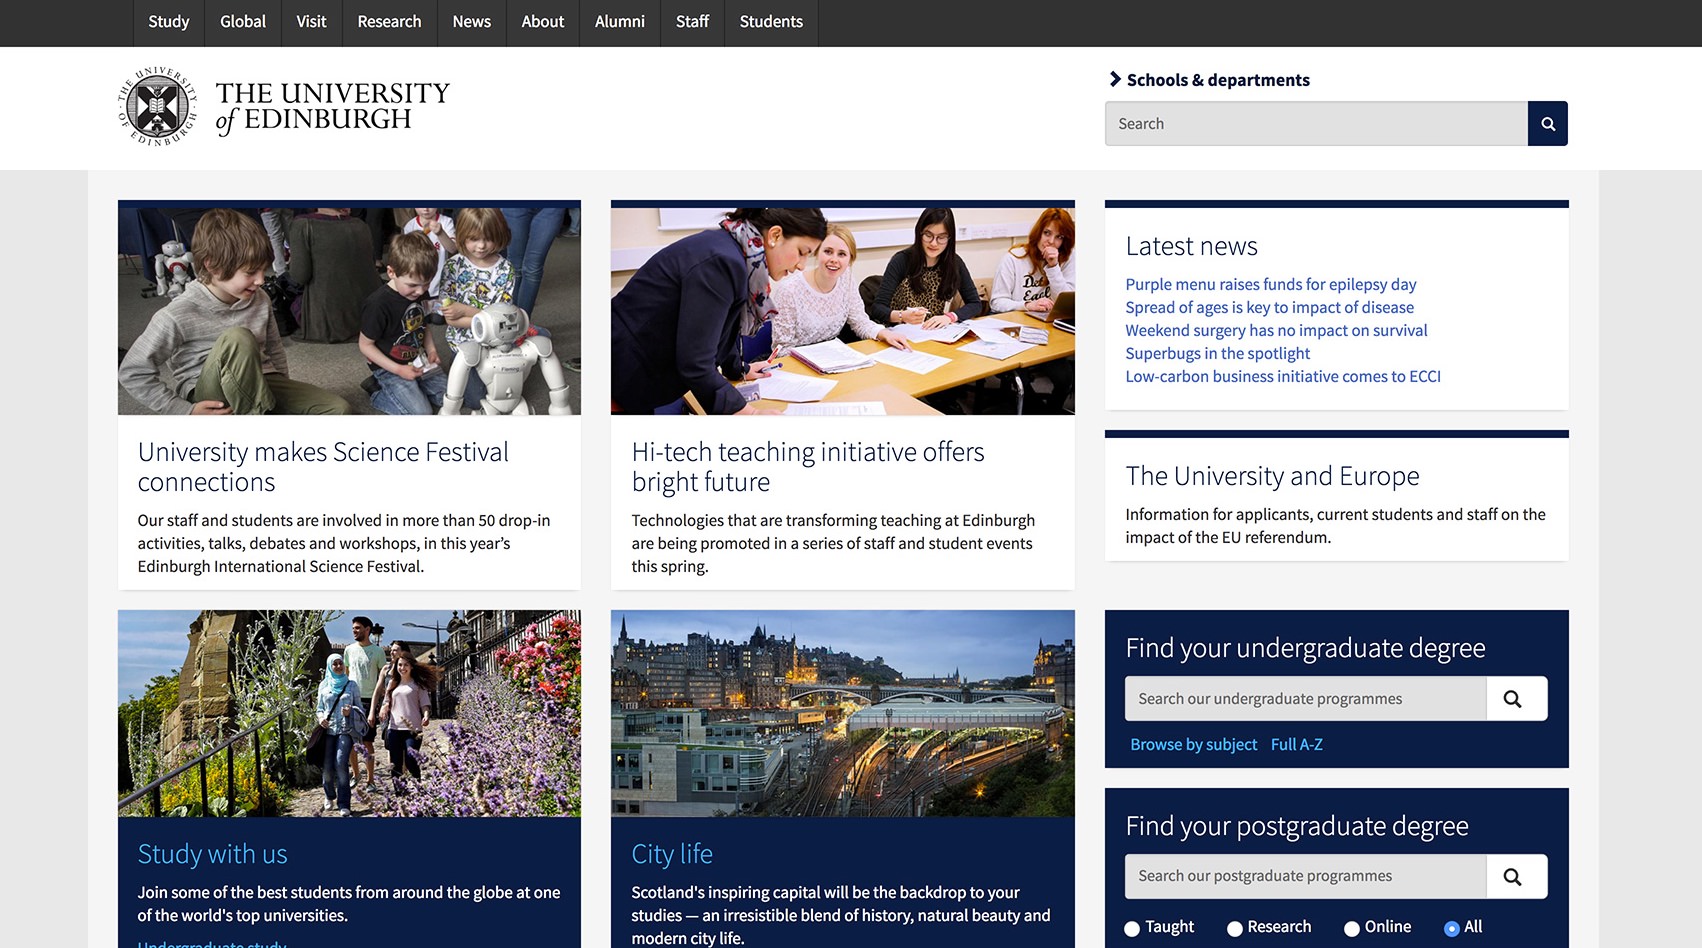 Study Global Visit Research News About Alumni Staff Students
THE UNIVERSITY OF EDINBURGH
THE UNIVERSITY
of EDINBURGH
Schools & departments
Search
University makes Science Festival
connections
Our staff and students are involved in more than 50 drop-in
activities, talks, debates and workshops, in this year’s
Edinburgh International Science Festival.
Hi-tech teaching initiative offers
bright future
Technologies that are transforming teaching at Edinburgh
are being promoted in a series of staff and student events
this spring.
Latest news
Purple menu raises funds for epilepsy day
Spread of ages is key to impact of disease
Weekend surgery has no impact on survival
Superbugs in the spotlight
Low-carbon business initiative comes to ECCI
The University and Europe
Information for applicants, current students and staff on the
impact of the EU referendum.
Study with us
Join some of the best students from around the globe at one
of the world's top universities.
Undergraduate study
City life
Scotland's inspiring capital will be the backdrop to your
studies — an irresistible blend of history, natural beauty and
modern city life.
Find your undergraduate degree
Search our undergraduate programmes
Browse by subject Full A-Z
Find your postgraduate degree
Search our postgraduate programmes
Taught Research Online All